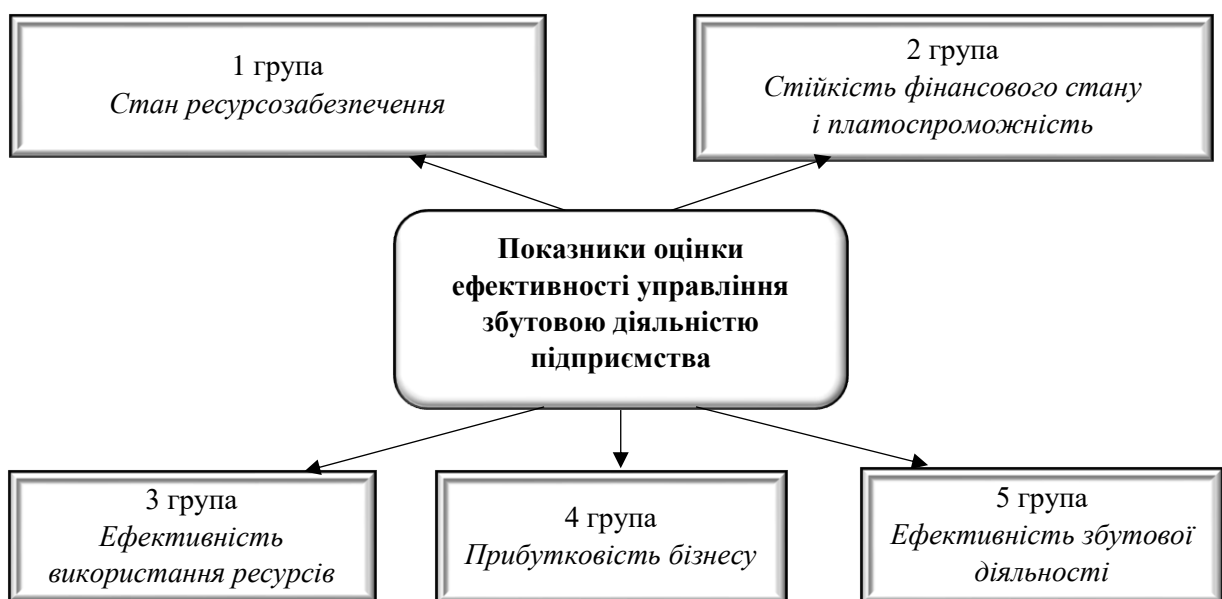 1 група
Стан ресурсозабезпечення
2 група
Стійкість фінансового стану
і платоспроможність
Показники оцінки
ефективності управління
збутовою діяльністю
підприємства
3 група
Ефективність
використання ресурсів
4 група
Прибутковість бізнесу
5 група
Ефективність збутової
діяльності